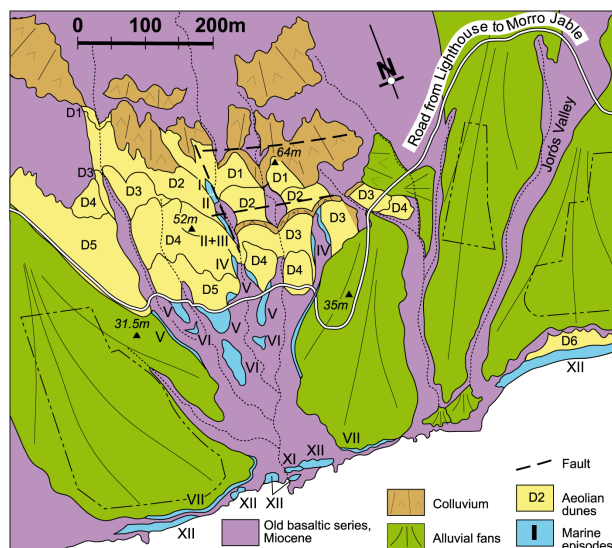 0 100 200m
N
Road from Lighthouse to Morro Jable
Jorós Valley
D1
64m
D3
D3
D2
I
D1
D1
II
D2
D2
D3
D4
D4
52m
D3
D3
D4
II+III
D5
D4
IV
D4
D4
IV
D5
35m
31.5m
V
V
V
V
VI
VI
VI
D6
XII
VII
XI
XII
VII
XII
XII
XII
Fault
Colluvium
D2
Aeolian
dunes
Old basaltic series,
Miocene
Alluvial fans
I
Marine
episodes